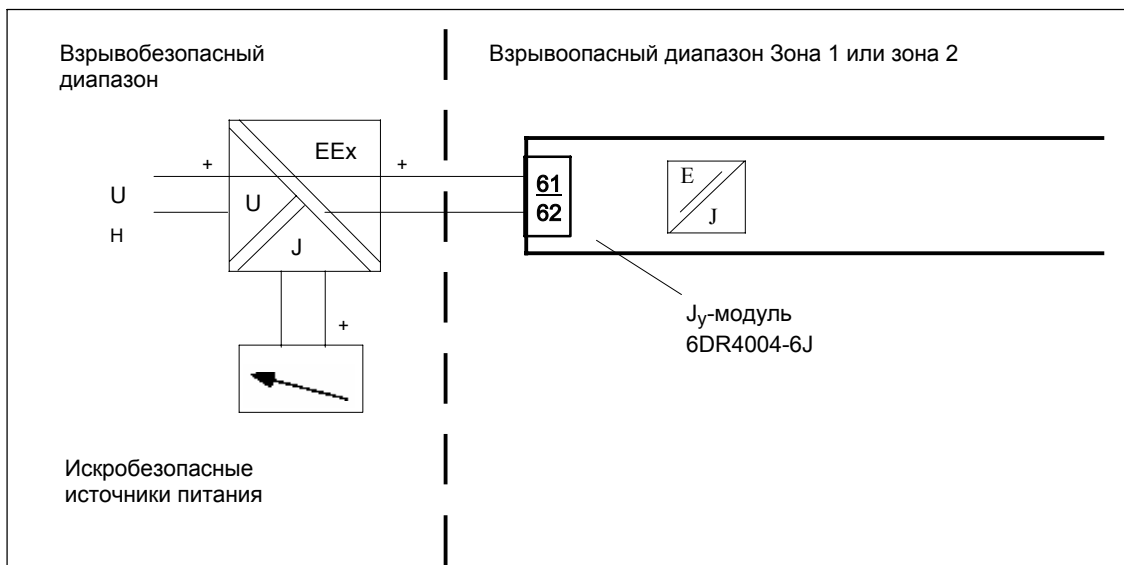 Взрывобезопасный
диапазон
Взрывоопасный диапазон Зона 1 или зона 2
EEx
+
+
U
H
U
J
+
61
62
E
J
Jy-модуль
6DR4004-6J
Искробезопасные
источники питания